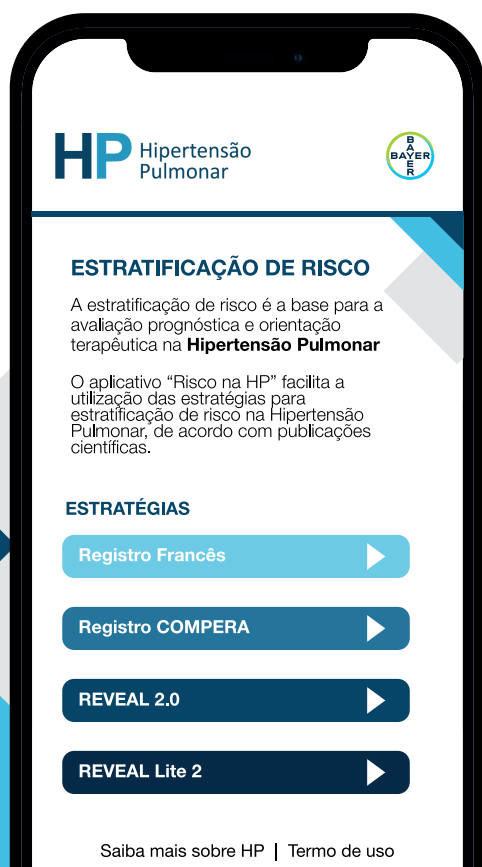 HP Hipertensão
Pulmonar
BAYER
BAYER
ESTRATIFICAÇÃO DE RISCO
A estratificação de risco é a base para a
avaliação prognóstica e orientação
terapêutica na Hipertensão Pulmonar
O aplicativo “Risco na HP” facilita a
utilização das estratégias para
estratificação de risco na Hipertensão
Pulmonar, de acordo com publicações
científicas.
ESTRATÉGIAS
Registro Francês
Registro COMPERA
REVEAL 2.0
REVEAL Lite 2
Saiba mais sobre HP | Termo de uso